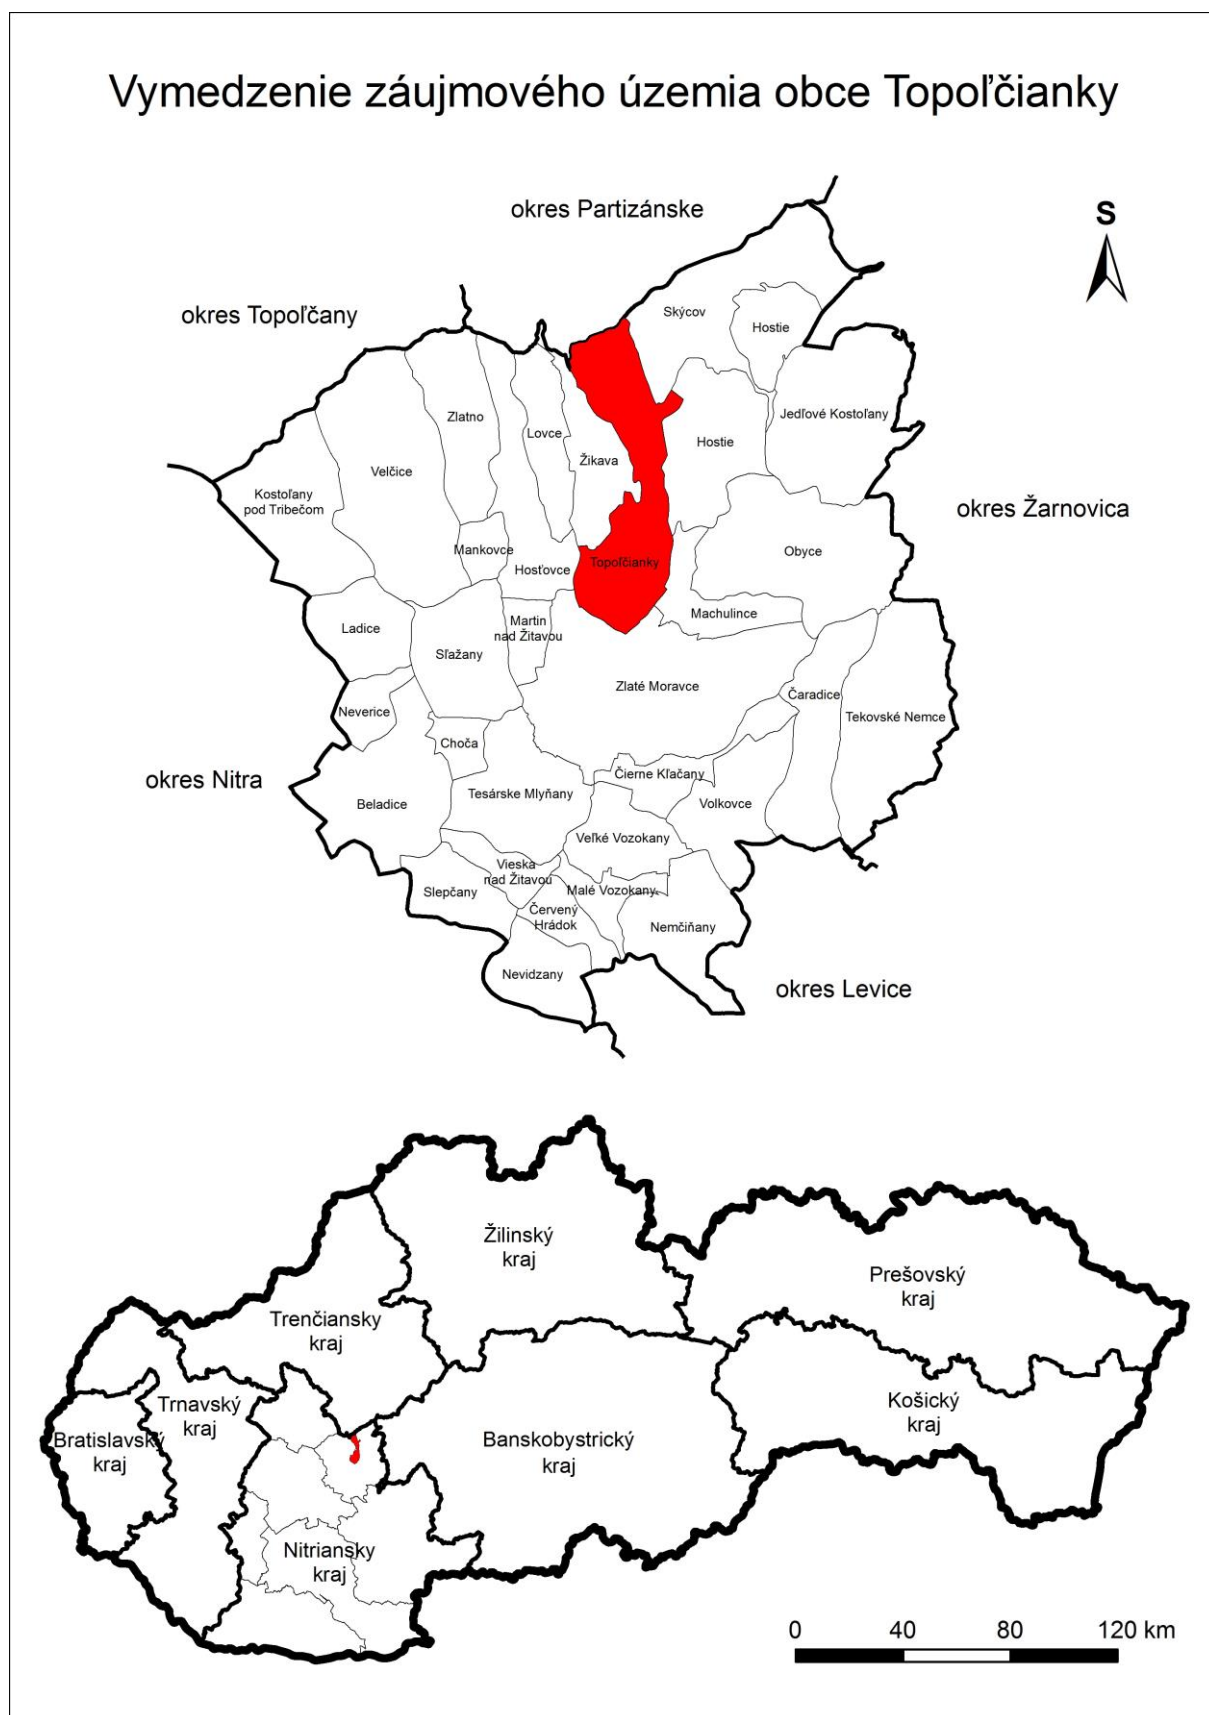 Vymedzenie záujmového územia obce Topoľčianky
okres Partizánske
S
okres Topoľčany
Skýcov
Hostie
Jedľové Kostoľany
Zlatno
Lovce
Hostie
Žikava
Velčice
Kostoľany
pod Tribečom
okres Žarnovica
Mankovce
Obyce
Hosťovce
Topoľčianky
Machulince
Martin
nad Žitavou
Ladice
Sľažany
Zlaté Moravce
Čaradice
Neverice
Tekovské Nemce
Choča
okres Nitra
Čierne Kľačany
Beladice
Tesárske Mlyňany
Volkovce
Veľké Vozokany
Vieska
nad Žitavou
Slepčany
Malé Vozokany
Červený
Hrádok
Nemčiňany
Nevidzany
okres Levice
Žilinský
kraj
Prešovský
kraj
Trenčiansky
kraj
Trnavský
kraj
Košický
kraj
Bratislavský
kraj
Banskobystrický
kraj
Nitriansky
kraj
0 40 80 120 km